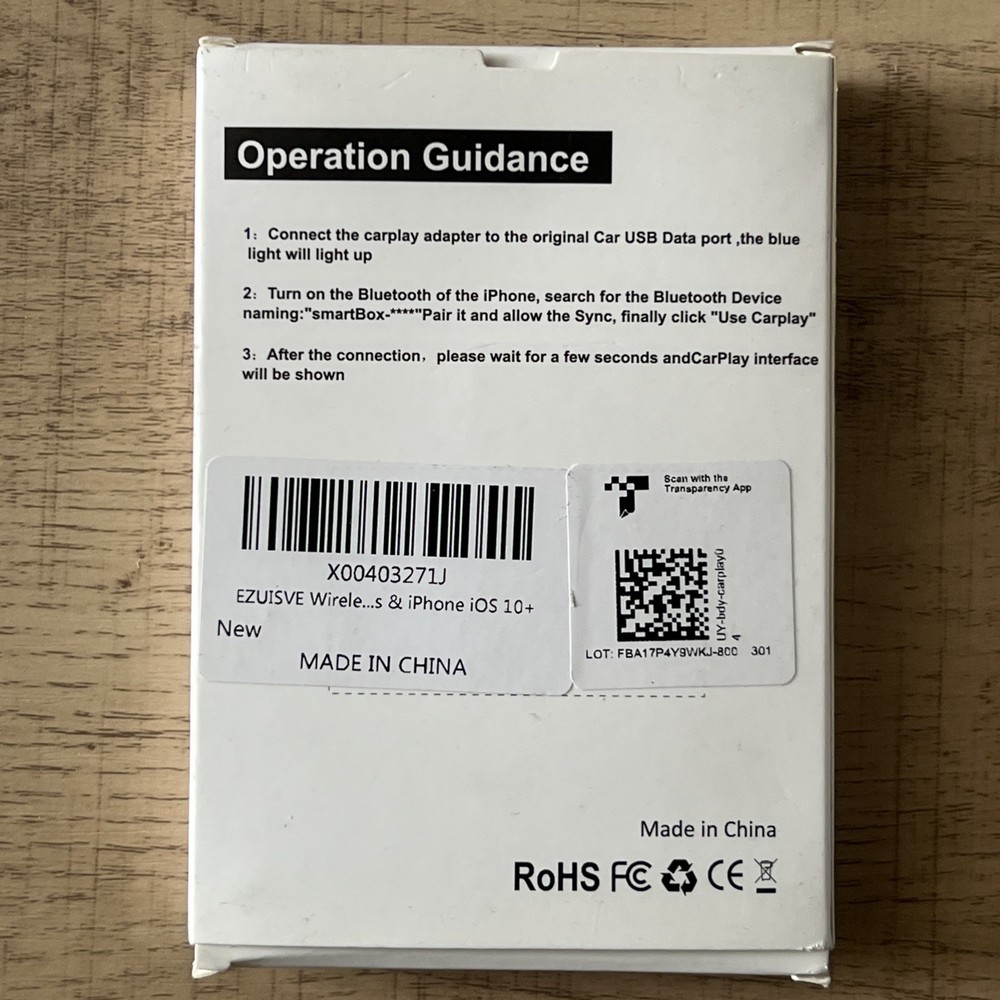 Operation Guidance
1：Connect the carplay adapter to the original Car USB Data port ,the blue
light will light up
2：Turn on the Bluetooth of the iPhone, search for the Bluetooth Device
naming:"smartBox-****"Pair it and allow the Sync, finally click "Use Carplay"
3：After the connection，please wait for a few seconds andCarPlay interface
will be shown
X00403271J
EZUISVE Wirele...s & iPhone iOS 10+
New
MADE IN CHINA
Scan with the
Transparency App
UY-bdy-carplay0
4
LOT: FBA17P4Y9WKJ-800 301
Made in China
RoHS FC CE